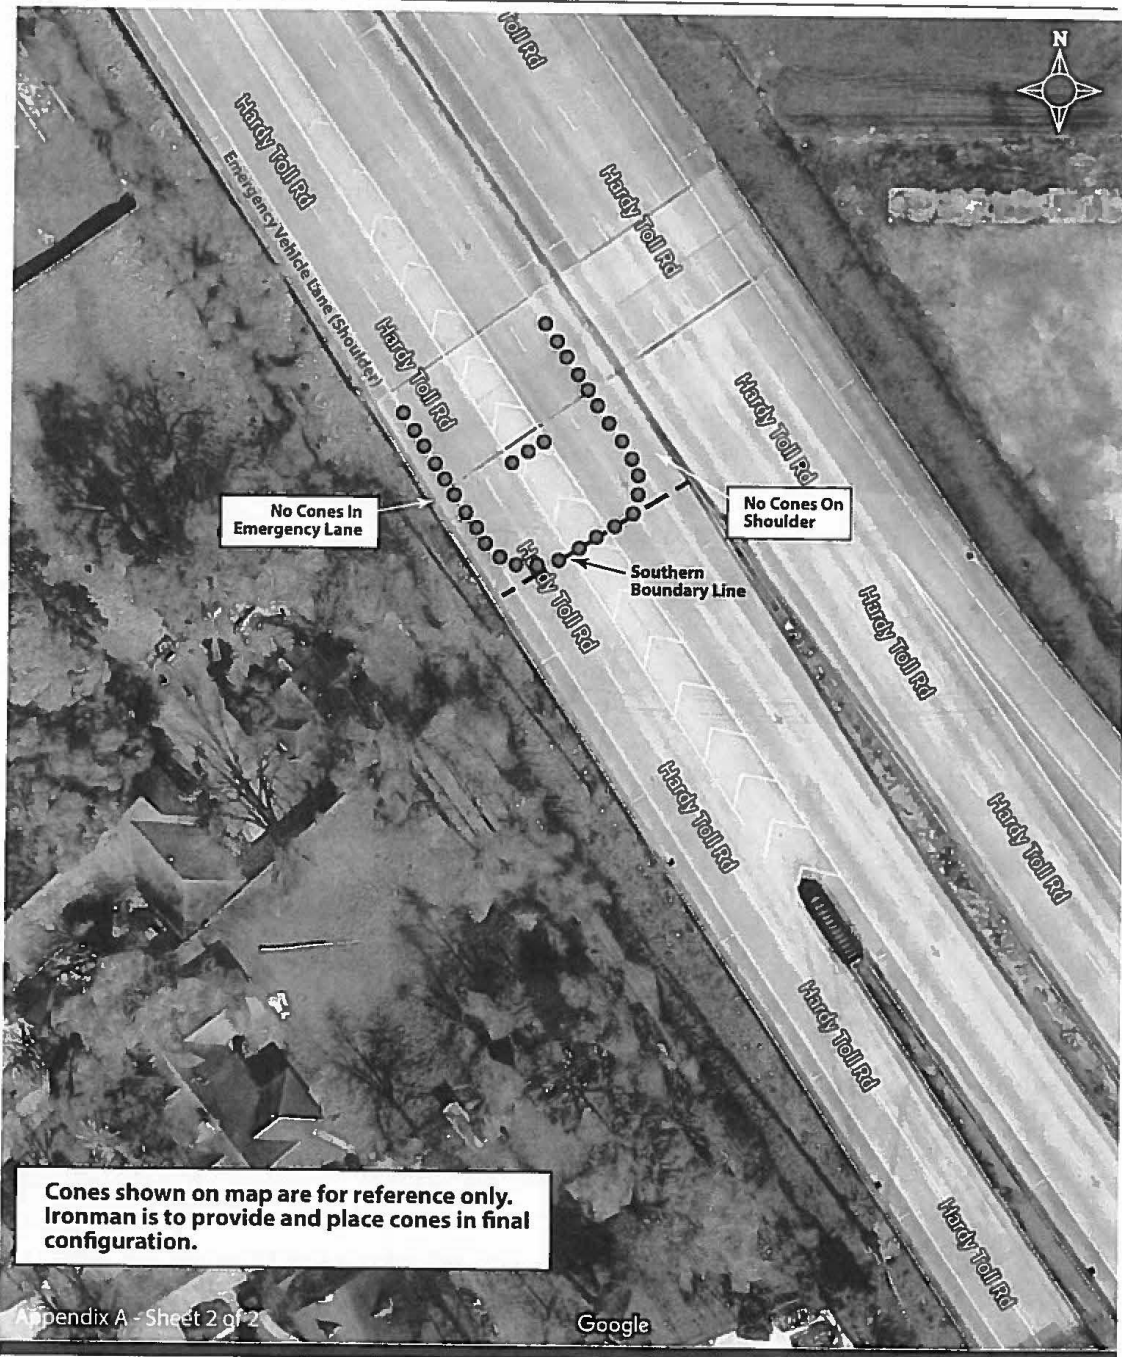 Toll Rd
N
Hardy Toll Rd
Hardy Toll Rd
Emergency Vehicle Lane (Shoulder)
Hardy Toll Rd
Hardy Toll Rd
No Cones In
Emergency Lane
No Cones On
Shoulder
Southern
Boundary Line
Hardy Toll Rd
Hardy Toll Rd
Hardy Toll Rd
Hardy Toll Rd
Hardy Toll Rd
Hardy Toll Rd
Cones shown on map are for reference only.
Ironman is to provide and place cones in final
configuration.
Appendix A - Sheet 2 of 2
Google